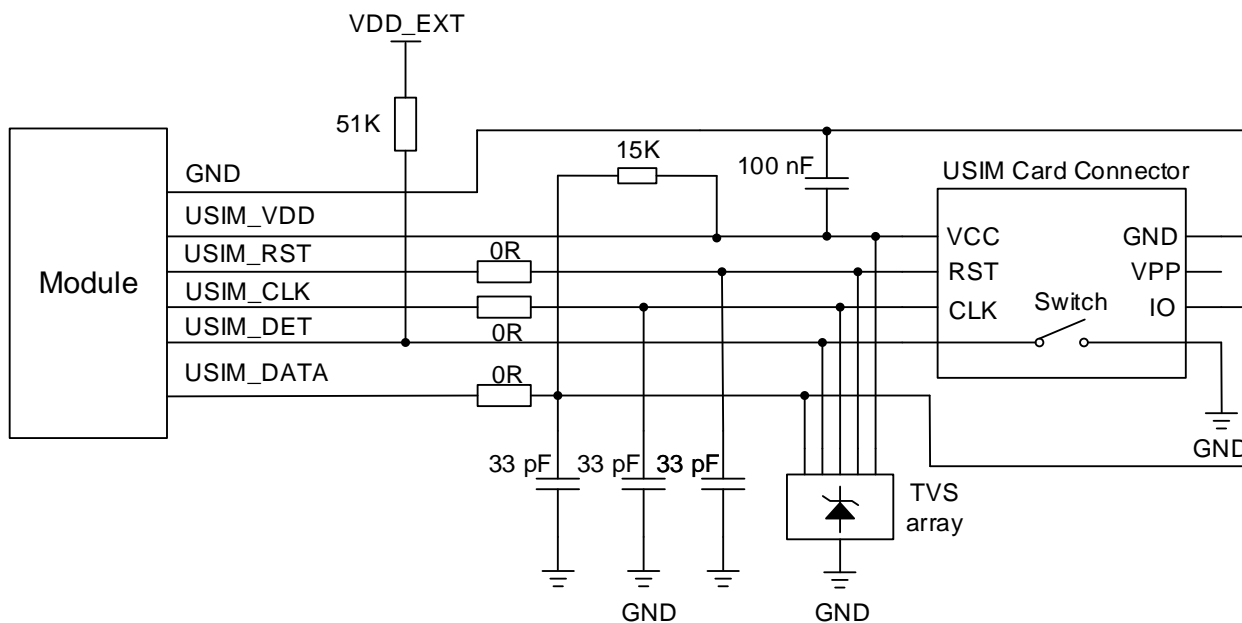 VDD_EXT
51K
15K
100 nF
USIM Card Connector
GND
USIM_VDD
USIM_RST
USIM_CLK
USIM_DET
USIM_DATA
Module
0R
0R
0R
VCC
RST
CLK
GND
VPP
IO
Switch
GND
33 pF
33 pF
33 pF
TVS
array
GND
GND